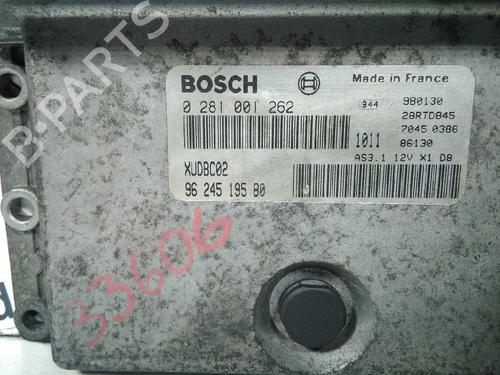 B-PARTS
BOSCH
Made in France
0 281 001 262
944
980130
28RTD845
7045 0386
1011
86130
XUDBC02
AS3.1 12V X1 D8
96 245 195 80
33606